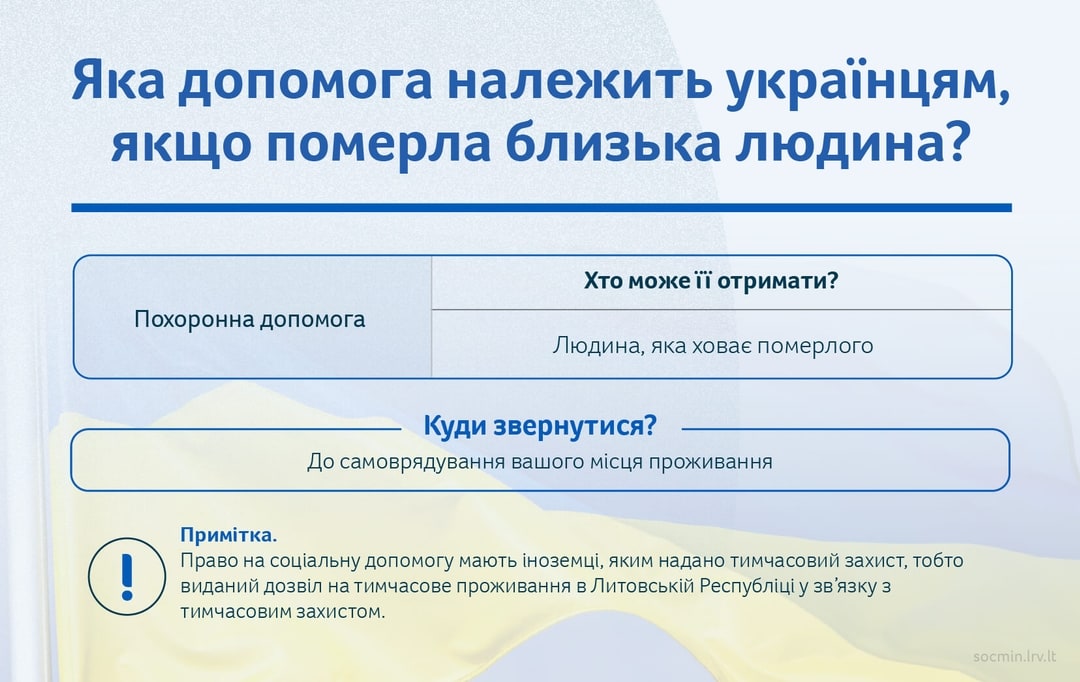 Яка допомога належить українцям,
якщо померла близька людина?
Похоронна допомога
Хто може її отримати?
Людина, яка ховає померлого
Куди звернутися?
До самоврядування вашого місця проживання
Примітка.
Право на соціальну допомогу мають іноземці, яким надано тимчасовий захист, тобто
виданий дозвіл на тимчасове проживання в Литовській Республіці у зв’язку з
тимчасовим захистом.
socmin.lrv.lt